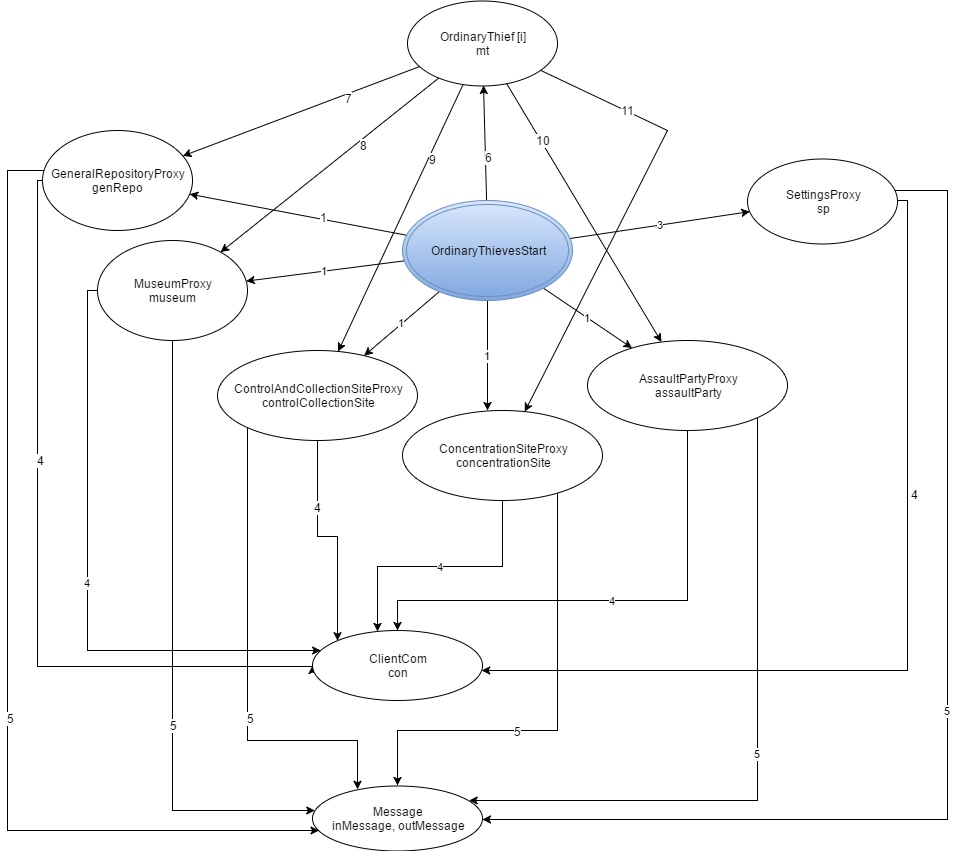 OrdinaryThief [i]
mt
7
11
8
10
9
6
GeneralRepositoryProxy
genRepo
SettingsProxy
sp
1
3
OrdinaryThievesStart
1
MuseumProxy
museum
1
1
1
ControlAndCollectionSiteProxy
controlCollectionSite
AssaultPartyProxy
assaultParty
ConcentrationSiteProxy
concentrationSite
4
4
4
4
4
4
ClientCom
con
5
5
5
5
5
5
Message
inMessage, outMessage